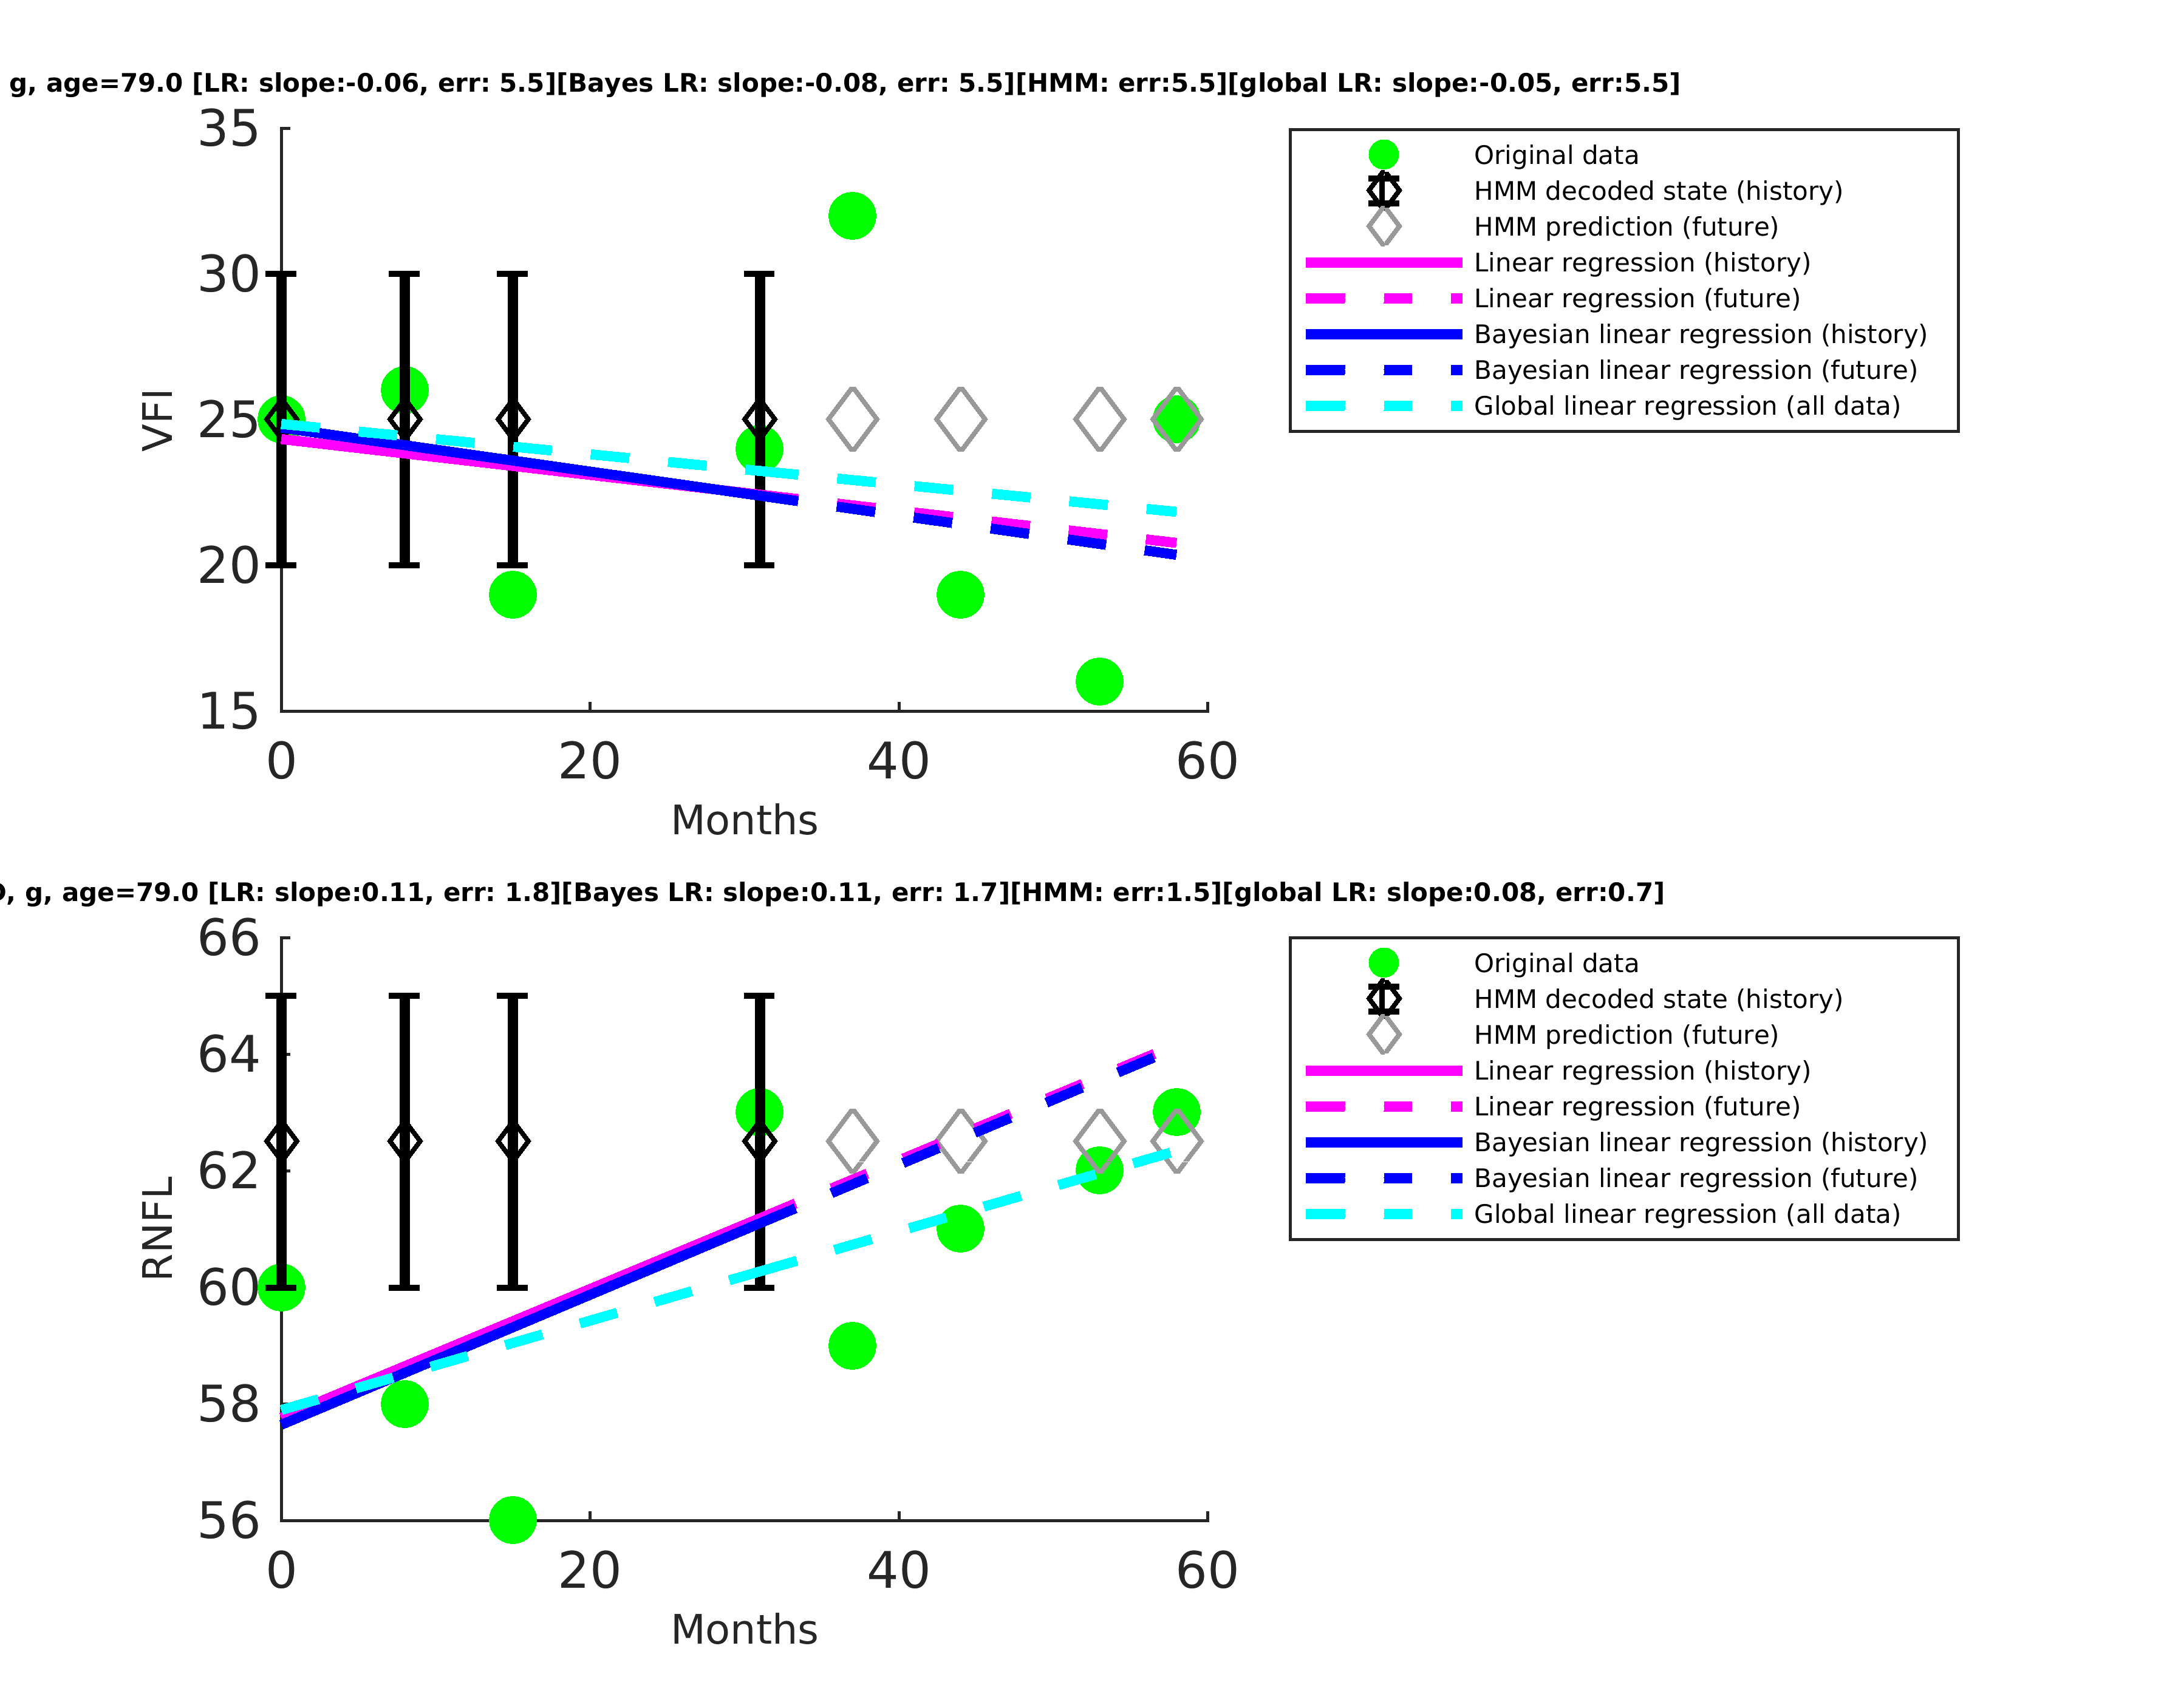 g, age=79.0 [LR: slope:-0.06, err: 5.5][Bayes LR: slope:-0.08, err: 5.5][HMM: err:5.5][global LR: slope:-0.05, err:5.5]
35
30
25
20
15
VFI
0 20 40 60
Months
Original data
HMM decoded state (history)
HMM prediction (future)
Linear regression (history)
Linear regression (future)
Bayesian linear regression (history)
Bayesian linear regression (future)
Global linear regression (all data)
, g, age=79.0 [LR: slope:0.11, err: 1.8][Bayes LR: slope:0.11, err: 1.7][HMM: err:1.5][global LR: slope:0.08, err:0.7]
66
64
62
60
58
56
RNFL
0 20 40 60
Months
Original data
HMM decoded state (history)
HMM prediction (future)
Linear regression (history)
Linear regression (future)
Bayesian linear regression (history)
Bayesian linear regression (future)
Global linear regression (all data)